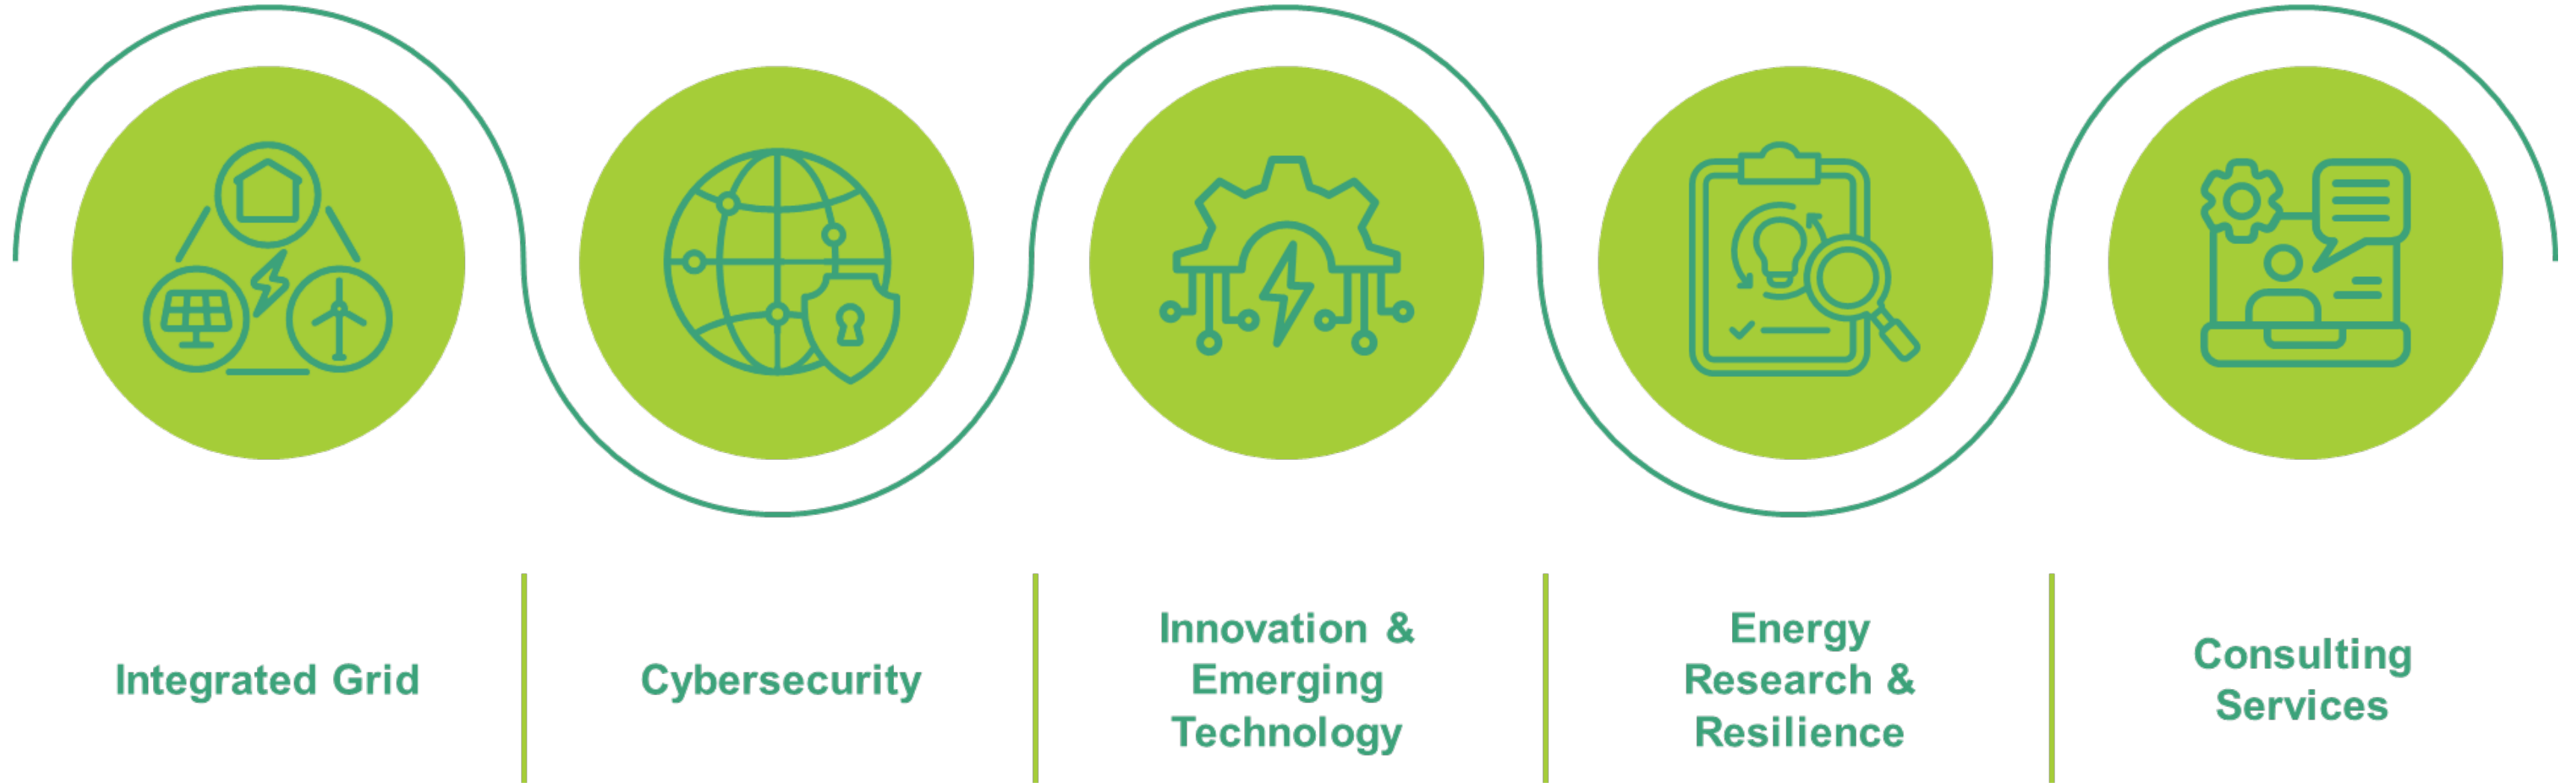 Integrated Grid
Cybersecurity
Innovation &
Emerging
Technology
Energy
Research &
Resilience
Consulting
Services